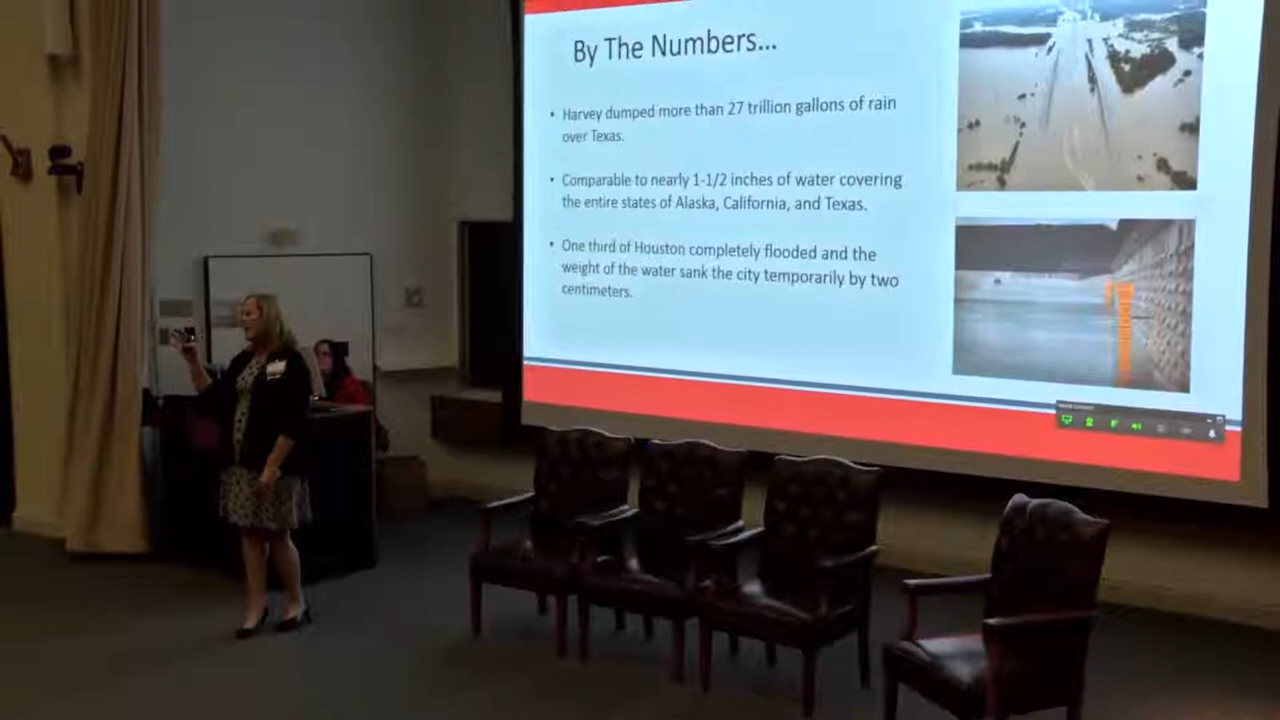 By The Numbers...
• Harvey dumped more than 27 trillion gallons of rain
over Texas.
• Comparable to nearly 1-1/2 inches of water covering
the entire states of Alaska, California, and Texas.
• One third of Houston completely flooded and the
weight of the water sank the city temporarily by two
centimeters.